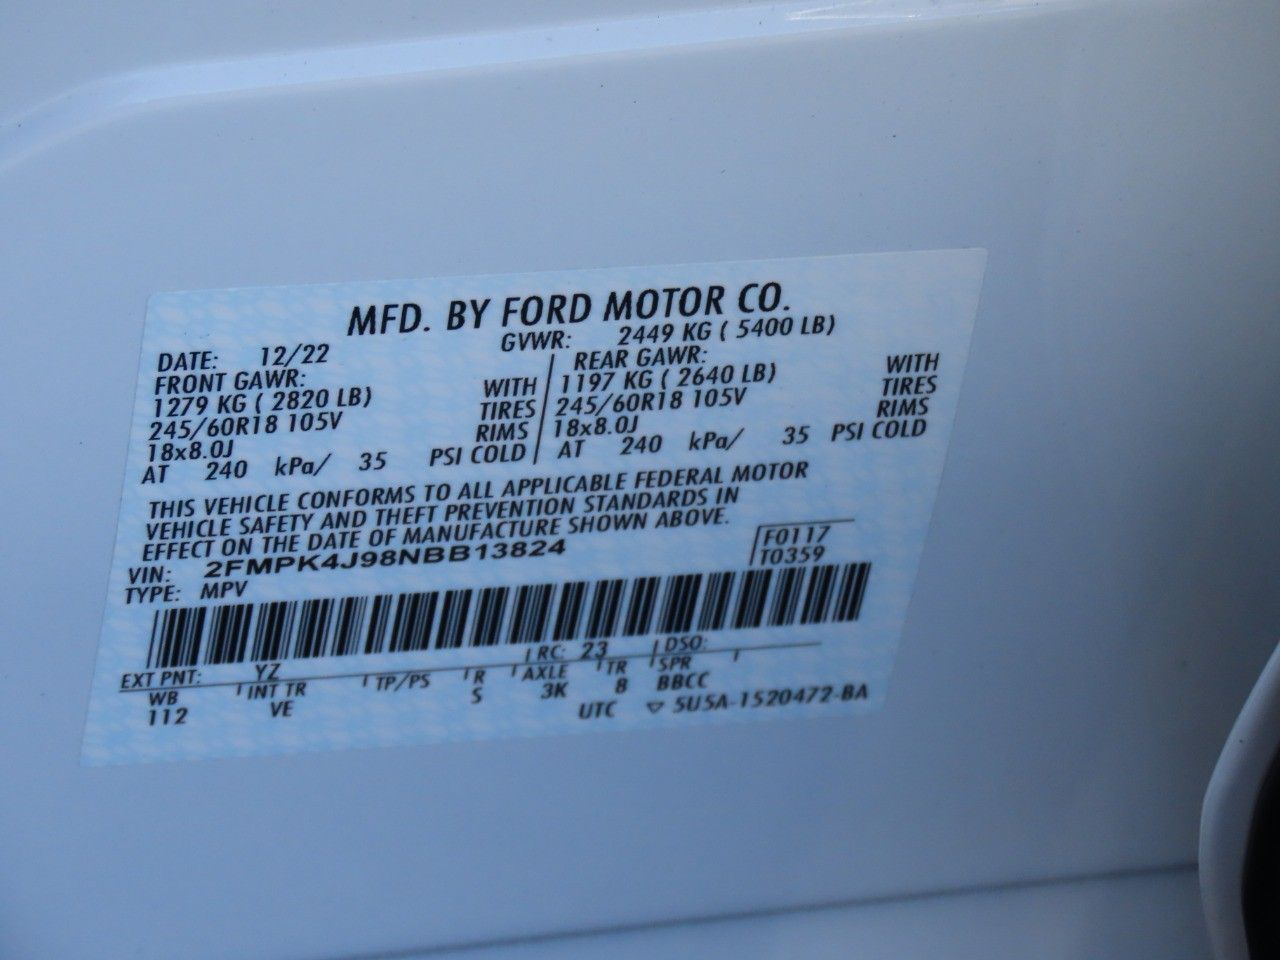 MFD. BY FORD MOTOR CO.
DATE: 12/22 GVWR: 2449 KG ( 5400 LB)
FRONT GAWR: REAR GAWR:
1279 KG ( 2820 LB) WITH 1197 KG ( 2640 LB) WITH
245/60R18 105V TIRES 245/60R18 105V TIRES
18x8.0J RIMS 18x8.0J RIMS
AT 240 kPa/ 35 PSI COLD AT 240 kPa/ 35 PSI COLD
THIS VEHICLE CONFORMS TO ALL APPLICABLE FEDERAL MOTOR
VEHICLE SAFETY AND THEFT PREVENTION STANDARDS IN
EFFECT ON THE DATE OF MANUFACTURE SHOWN ABOVE.
VIN: 2FMPK4J98NBB13824 F0117
TYPE: MPV T0359
EXT PNT: YZ RC: 23 DSO:
WB INT TR TP/PS R AXLE TR SPR
112 VE S 3K 8 BBCC
UTC ▽ 5U5A-1520472-BA